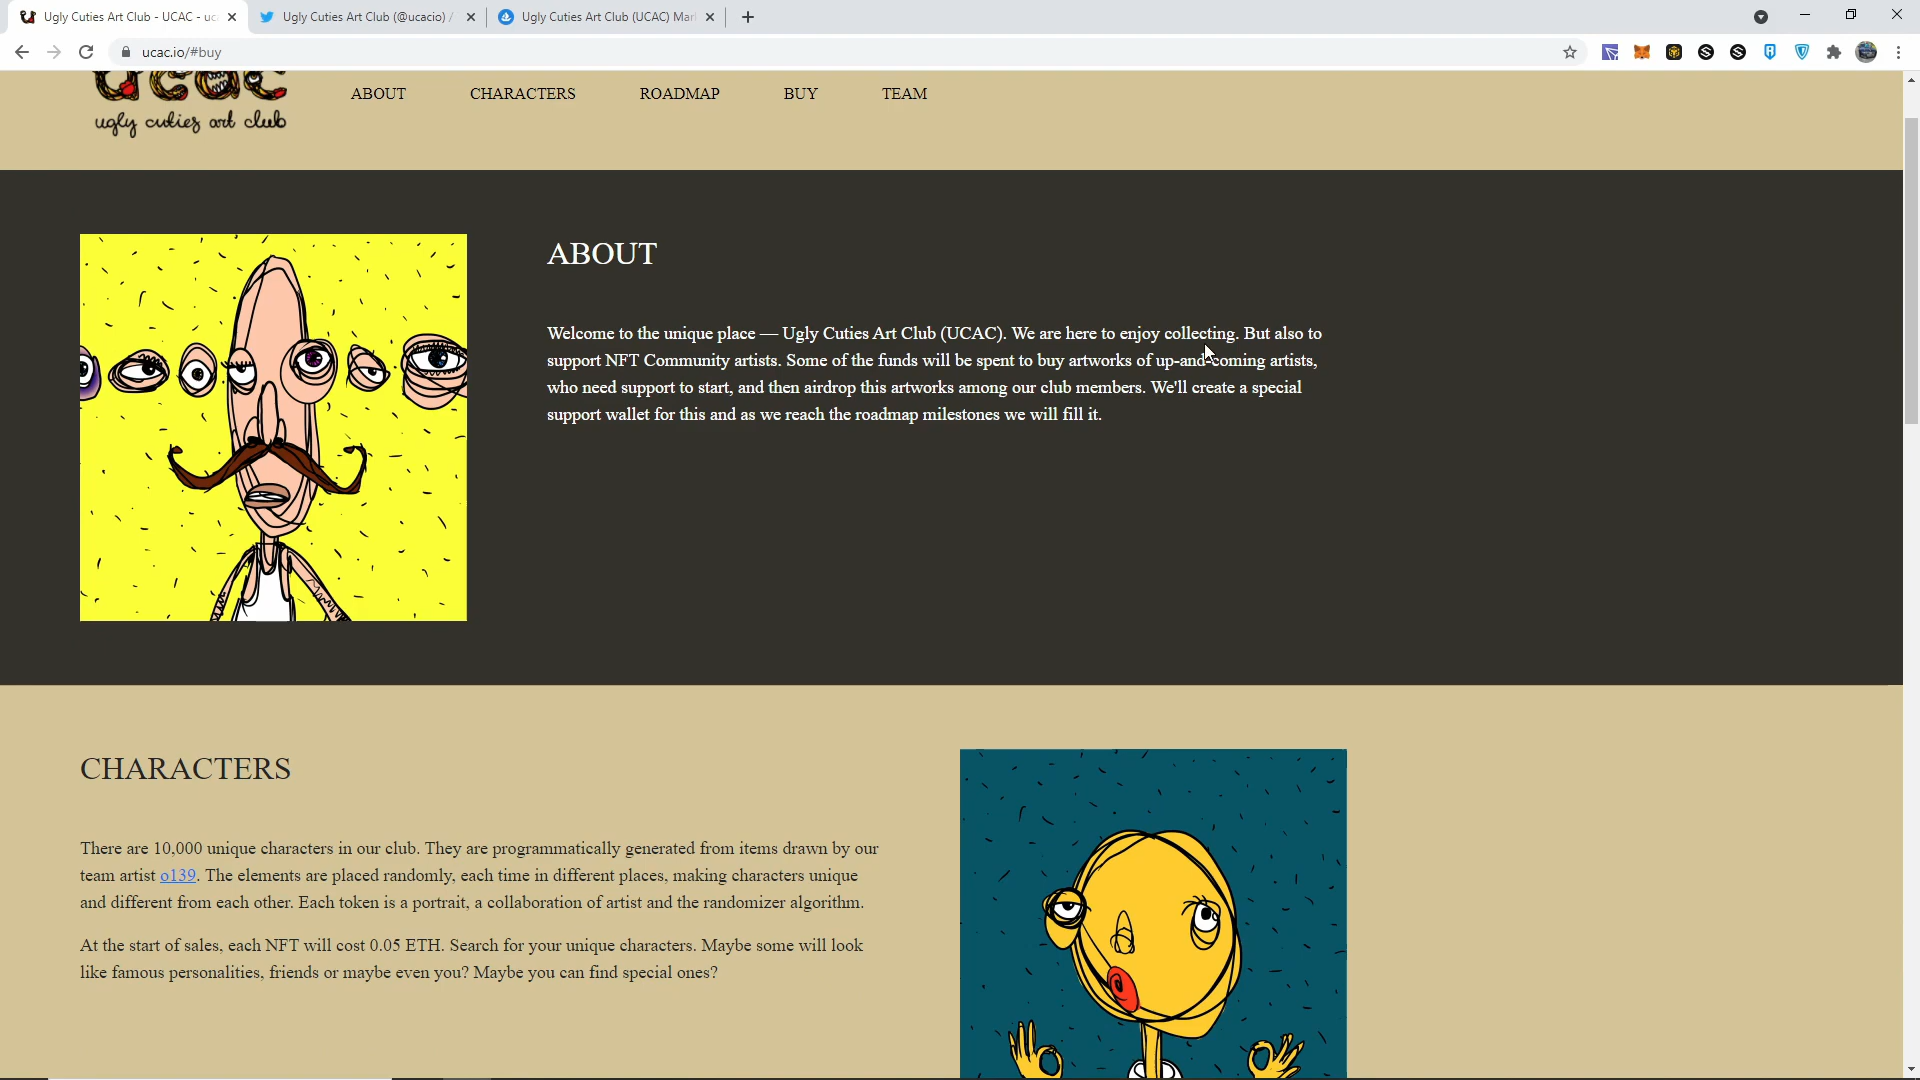 Ugly Cuties Art Club - UCAC - uc
Ugly Cuties Art Club (@ucacio) /
Ugly Cuties Art Club (UCAC) Mar
ucac.io/#buy
ucac
ugly cuties art club
ABOUT
CHARACTERS
ROADMAP
BUY
TEAM
ABOUT
Welcome to the unique place — Ugly Cuties Art Club (UCAC). We are here to enjoy collecting. But also to
support NFT Community artists. Some of the funds will be spent to buy artworks of up-and-coming artists,
who need support to start, and then airdrop this artworks among our club members. We'll create a special
support wallet for this and as we reach the roadmap milestones we will fill it.
CHARACTERS
There are 10,000 unique characters in our club. They are programmatically generated from items drawn by our
team artist o139. The elements are placed randomly, each time in different places, making characters unique
and different from each other. Each token is a portrait, a collaboration of artist and the randomizer algorithm.
At the start of sales, each NFT will cost 0.05 ETH. Search for your unique characters. Maybe some will look
like famous personalities, friends or maybe even you? Maybe you can find special ones?